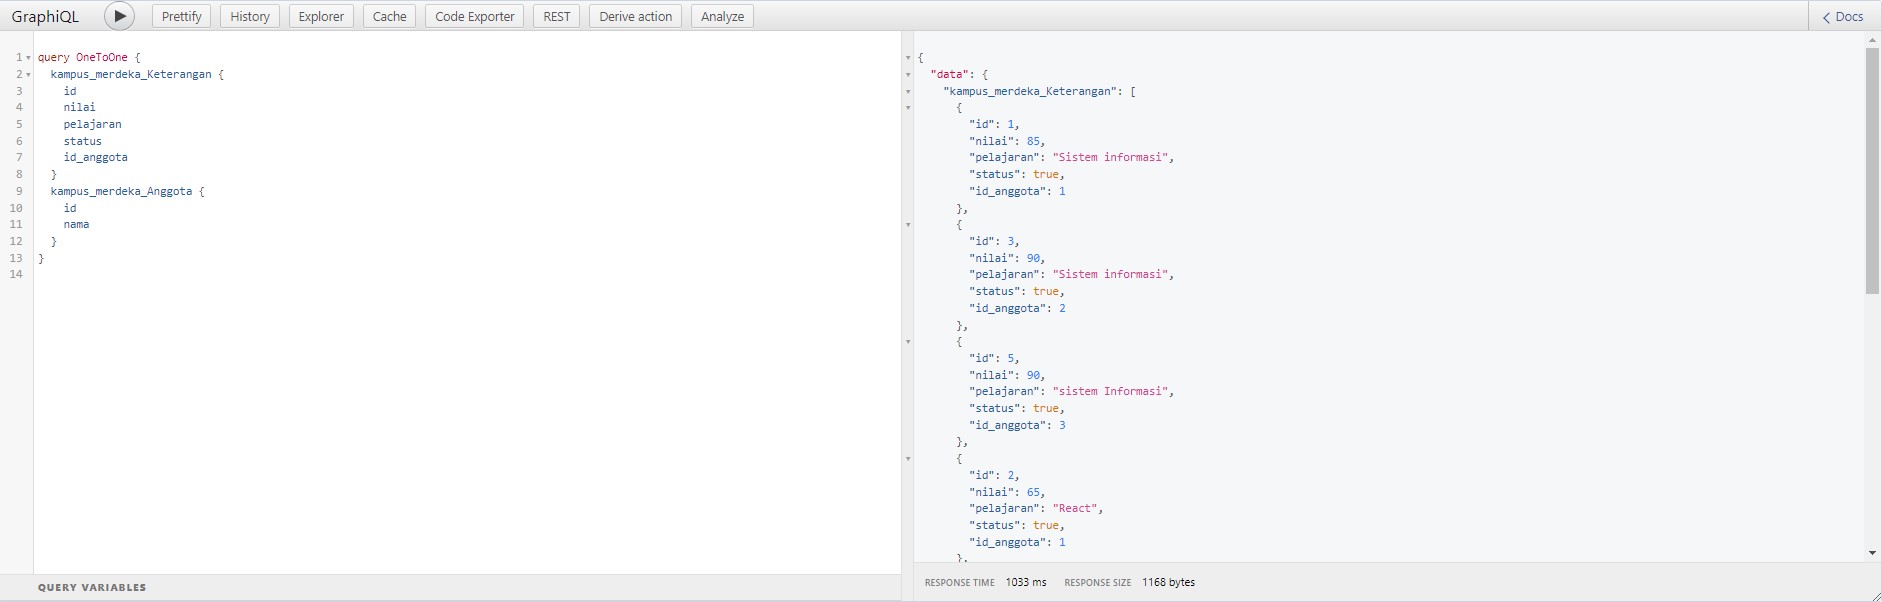 GraphiQL Prettify History Explorer Cache Code Exporter REST Derive action Analyze Docs
1 query OneToOne {
2 kampus_merdeka_Keterangan {
3 id
4 nilai
5 pelajaran
6 status
7 id_anggota
8 }
9 kampus_merdeka_Anggota {
10 id
11 nama
12 }
13 }
14
QUERY VARIABLES
{
"data": {
"kampus_merdeka_Keterangan": [
{
"id": 1,
"nilai": 85,
"pelajaran": "Sistem informasi",
"status": true,
"id_anggota": 1
},
{
"id": 3,
"nilai": 90,
"pelajaran": "Sistem informasi",
"status": true,
"id_anggota": 2
},
{
"id": 5,
"nilai": 90,
"pelajaran": "sistem Informasi",
"status": true,
"id_anggota": 3
},
{
"id": 2,
"nilai": 65,
"pelajaran": "React",
"status": true,
"id_anggota": 1
},
RESPONSE TIME 1033 ms RESPONSE SIZE 1168 bytes